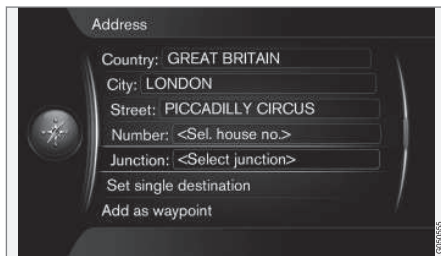 Address
Country: GREAT BRITAIN
City: LONDON
Street: PICCADILLY CIRCUS
Number: <Sel. house no.>
Junction: <Select junction>
Set single destination
Add as waypoint
G050555